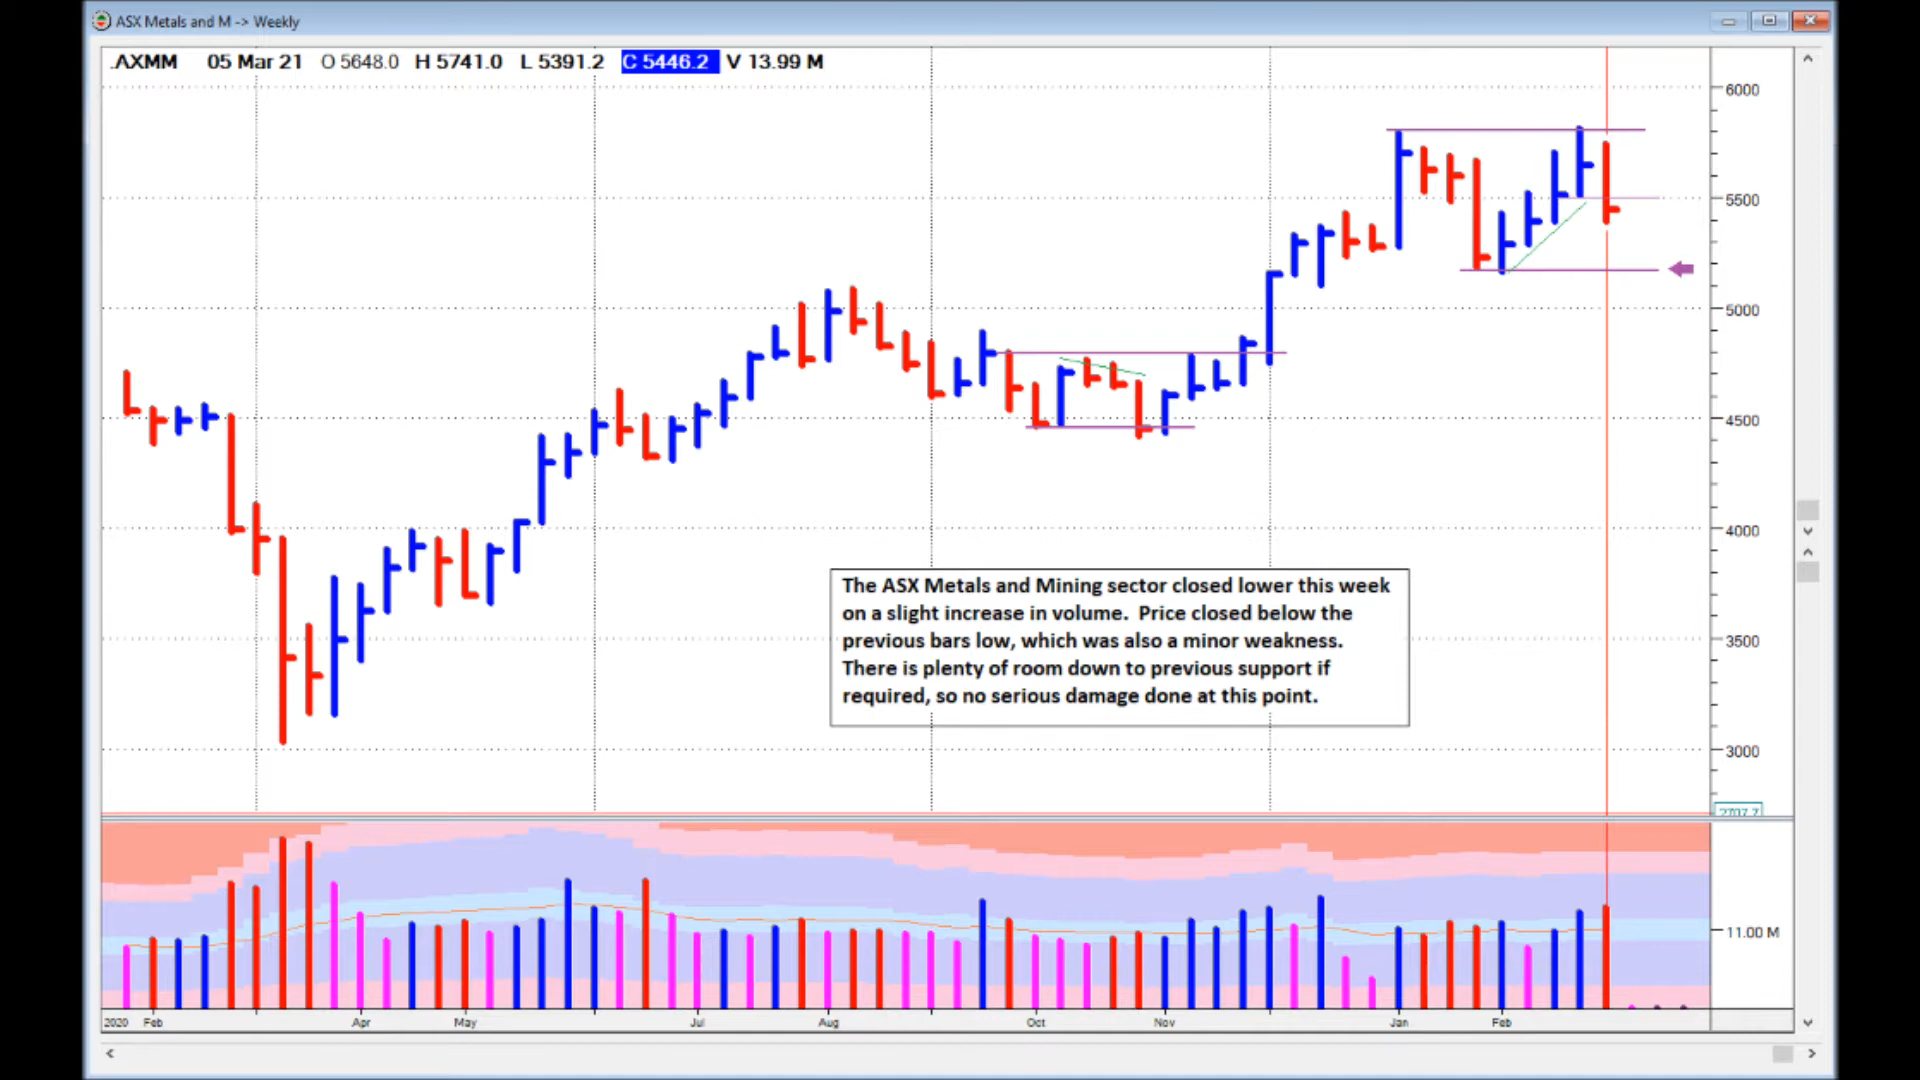 ASX Metals and M -> Weekly
.AXMM 05 Mar 21 O 5648.0 H 5741.0 L 5391.2 C 5446.2 V 13.99 M
6000
5500
5000
4500
4000
The ASX Metals and Mining sector closed lower this week
on a slight increase in volume. Price closed below the
previous bars low, which was also a minor weakness.
There is plenty of room down to previous support if
required, so no serious damage done at this point.
3500
3000
11.00 M
2020 Feb Apr May Jul Aug Oct Nov Jan Feb